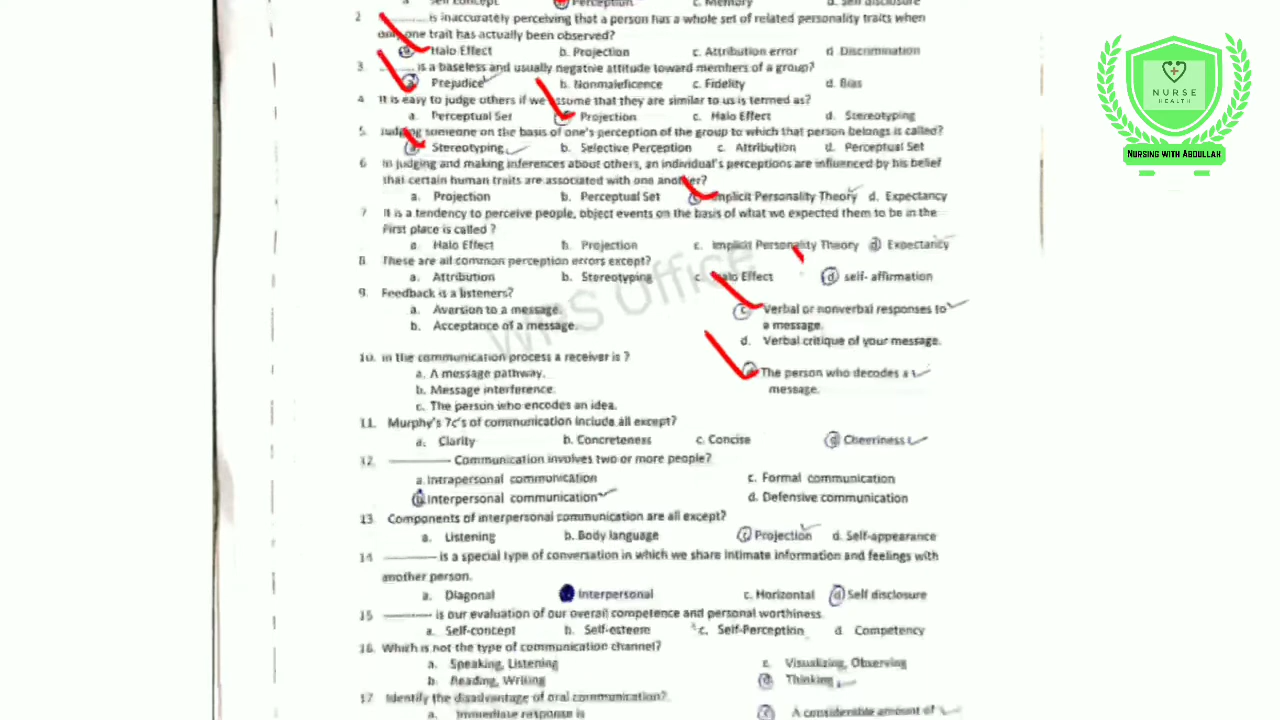 a. Self concept Perception c. Memory d. self disclosure
2 ........ is inaccurately perceiving that a person has a whole set of related personality traits when
only one trait has actually been observed?
a Halo Effect b. Projection c. Attribution error d Discrimination
3. ........ is a baseless and usually negative attitude toward members of a group?
a Prejudice b. Nonmaleficence c. Fidelity d. Bias
4 It is easy to judge others if we assume that they are similar to us is termed as?
a. Perceptual Set Projection c. Halo Effect d. Stereotyping
5. Judging someone on the basis of one's perception of the group to which that person belongs is called?
a. Stereotyping b. Selective Perception c. Attribution d. Perceptual Set
6 In judging and making inferences about others, an individual's perceptions are influenced by his belief
that certain human traits are associated with one another?
a. Projection b. Perceptual Set c Implicit Personality Theory d. Expectancy
7 It is a tendency to perceive people, object events on the basis of what we expected them to be in the
First place is called ?
a Halo Effect b. Projection c. Implicit Personality Theory d Expectancy
8 These are all common perception errors except?
a. Attribution b. Stereotyping c. Halo Effect d self- affirmation
9. Feedback is a listeners?
a. Aversion to a message. c Verbal or nonverbal responses to
b. Acceptance of a message. a message.
d. Verbal critique of your message.
10. In the communication process a receiver is ?
a. A message pathway. The person who decodes a
b. Message interference. message.
c. The person who encodes an idea.
11. Murphy's 7c's of communication include all except?
a. Clarity b. Concreteness c. Concise d Cheeriness
12. ________ Communication involves two or more people?
a. Intrapersonal communication c. Formal communication
b Interpersonal communication d. Defensive communication
13. Components of interpersonal communication are all except?
a. Listening b. Body language c Projection d. Self-appearance
14 ________ is a special type of conversation in which we share intimate information and feelings with
another person.
a. Diagonal Interpersonal c. Horizontal d Self disclosure
15 ________ is our evaluation of our overall competence and personal worthiness
a. Self-concept b. Self-esteem c. Self-Perception d Competency
16. Which is not the type of communication channel?
a. Speaking, Listening c. Visualizing, Observing
b. Reading, Writing d Thinking
17 Identify the disadvantage of oral communication?
a. Immediate response is c A considerable amount of
WPS Office
NURSE
HEALTH
NURSING WITH ABDULLAH